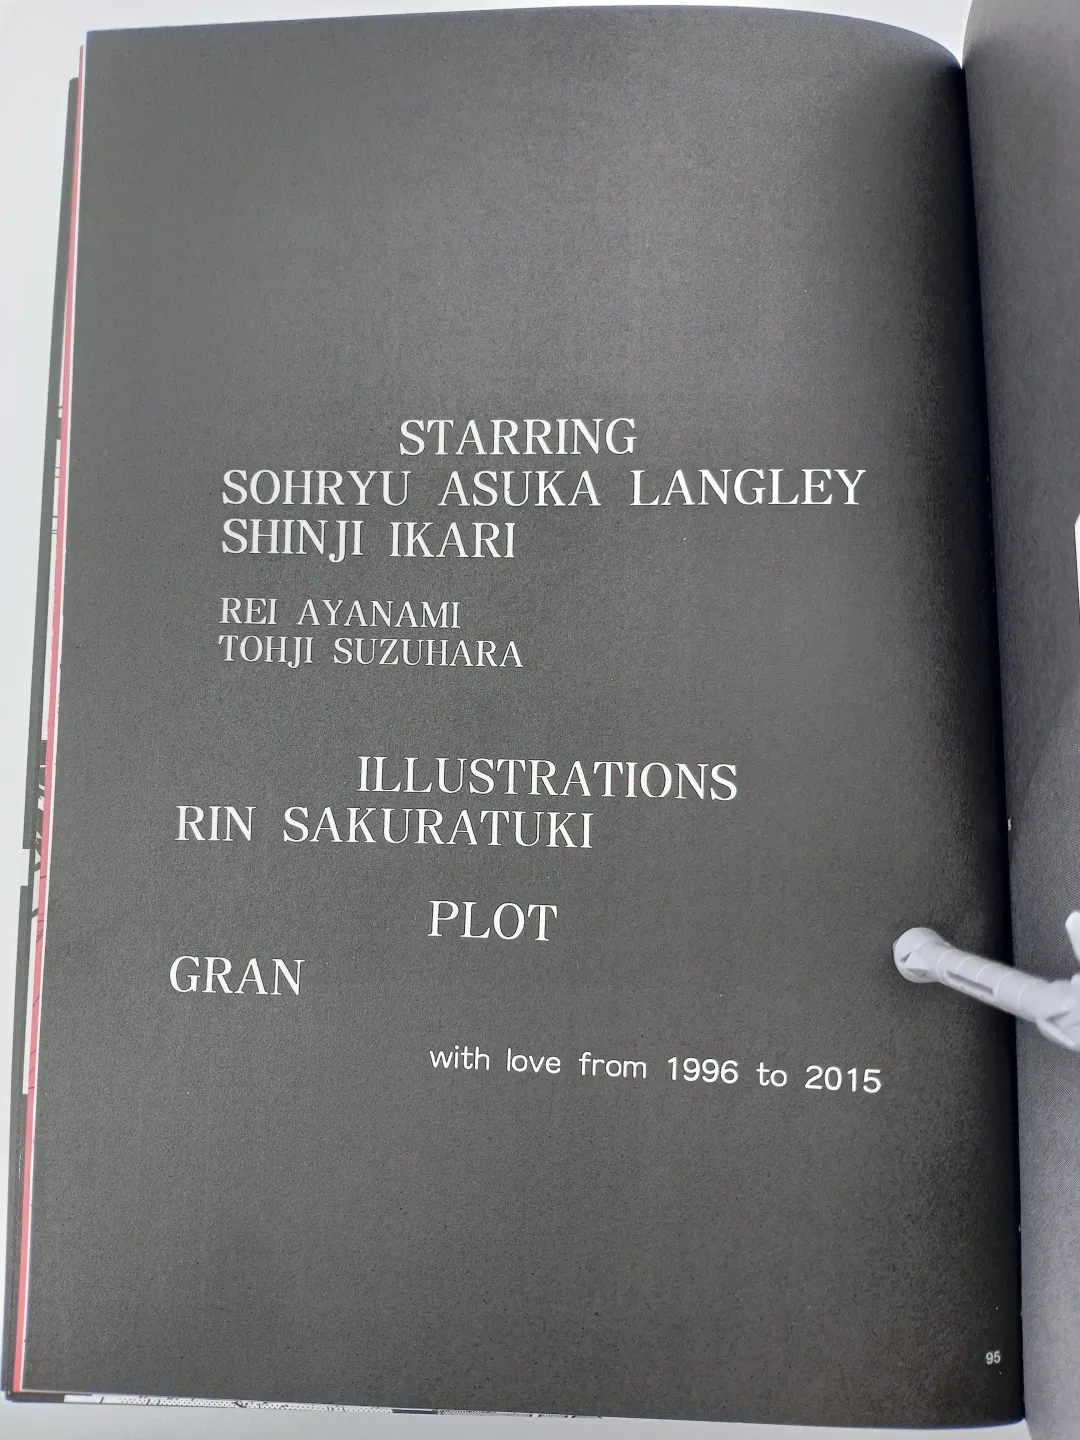 STARRING
SOHRYU ASUKA LANGLEY
SHINJI IKARI
REI AYANAMI
TOHJI SUZUHARA
ILLUSTRATIONS
RIN SAKURATUKI
PLOT
GRAN
with love from 1996 to 2015
95